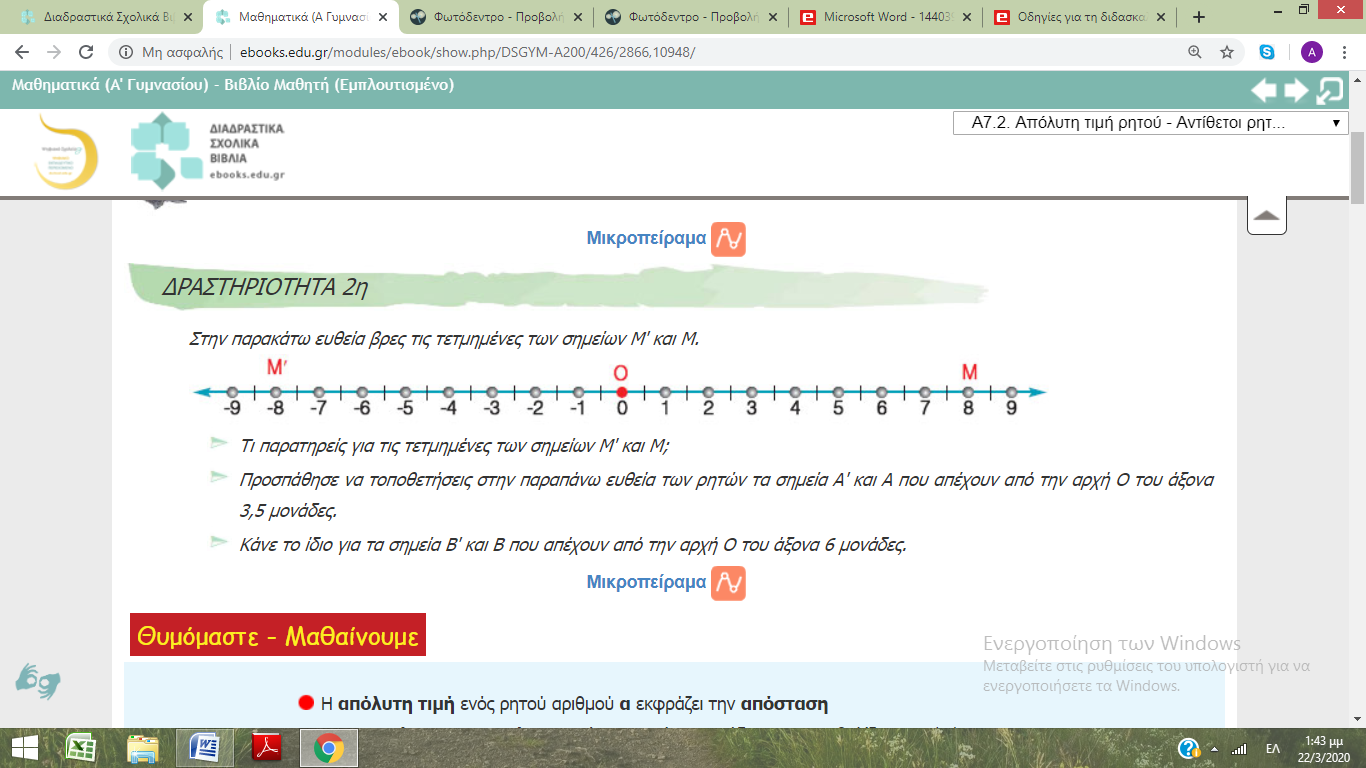 Διαδραστικά Σχολικά Βι
Μαθηματικά (Α Γυμνασί
Φωτόδεντρο - Προβολή
Φωτόδεντρο - Προβολή
Microsoft Word - 14403
Οδηγίες για τη διδασκα
Μη ασφαλής | ebooks.edu.gr/modules/ebook/show.php/DSGYM-A200/426/2866,10948/
A
Μαθηματικά (Α' Γυμνασίου) - Βιβλίο Μαθητή (Εμπλουτισμένο)
ΔΙΑΔΡΑΣΤΙΚΑ
ΣΧΟΛΙΚΑ
ΒΙΒΛΙΑ
ebooks.edu.gr
Α7.2. Απόλυτη τιμή ρητού - Αντίθετοι ρητ...
Μικροπείραμα
ΔΡΑΣΤΗΡΙΟΤΗΤΑ 2η
Στην παρακάτω ευθεία βρες τις τετμημένες των σημείων Μ' και Μ.
Μ' Ο Μ
-9 -8 -7 -6 -5 -4 -3 -2 -1 0 1 2 3 4 5 6 7 8 9
Τι παρατηρείς για τις τετμημένες των σημείων Μ' και Μ;
Προσπάθησε να τοποθετήσεις στην παραπάνω ευθεία των ρητών τα σημεία Α' και Α που απέχουν από την αρχή Ο του άξονα
3,5 μονάδες.
Κάνε το ίδιο για τα σημεία Β' και Β που απέχουν από την αρχή Ο του άξονα 6 μονάδες.
Μικροπείραμα
Θυμόμαστε - Μαθαίνουμε
Ενεργοποίηση των Windows
Μεταβείτε στις ρυθμίσεις του υπολογιστή για να
ενεργοποιήσετε τα Windows.
Η απόλυτη τιμή ενός ρητού αριθμού α εκφράζει την απόσταση
ΕΛ
1:43 μμ
22/3/2020